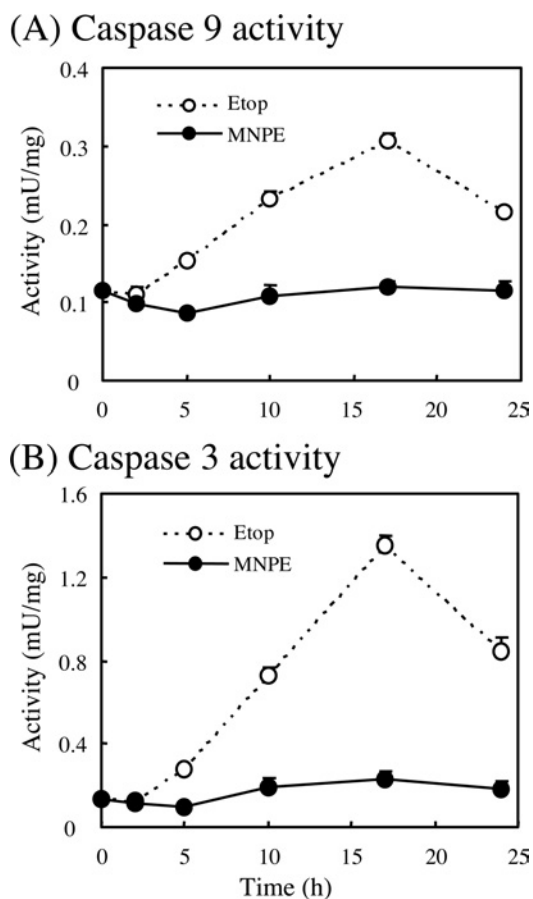 (A) Caspase 9 activity
0.4
Etop
MNPE
0.3
0.2
0.1
0
Activity (mU/mg)
0 5 10 15 20 25
(B) Caspase 3 activity
1.6
Etop
MNPE
1.2
0.8
0.4
0
Activity (mU/mg)
0 5 10 15 20 25
Time (h)